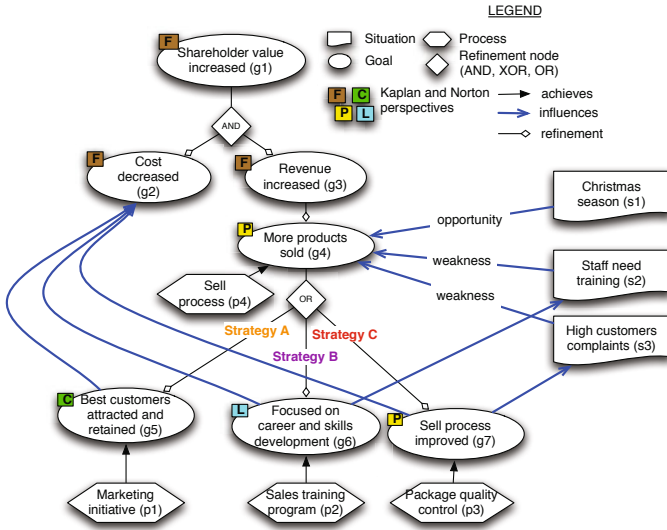 LEGEND
Situation
Process
Goal
Refinement node
(AND, XOR, OR)
F C
P L
Kaplan and Norton
perspectives
achieves
influences
refinement
F
Shareholder value
increased (g1)
AND
F
Cost
decreased
(g2)
F
Revenue
increased (g3)
Christmas
season (s1)
opportunity
P
More products
sold (g4)
weakness
Staff need
training (s2)
Sell
process (p4)
OR
weakness
High customers
complaints (s3)
Strategy A
Strategy B
Strategy C
C
Best customers
attracted and
retained (g5)
L
Focused on
career and skills
development (g6)
P
Sell process
improved (g7)
Marketing
initiative (p1)
Sales training
program (p2)
Package quality
control (p3)